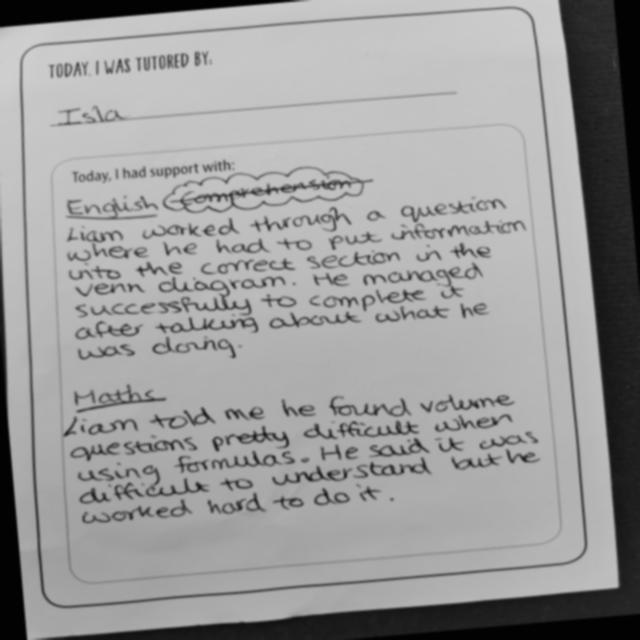 TODAY, I WAS TUTORED BY:
Isla
Today, I had support with:
English Comprehension
Liam worked through a question
where he had to put information
into the correct section in the
venn diagram. He managed
successfully to complete it
after talking about what he
was doing.
Maths
Liam told me he found volume
questions pretty difficult when
using formulas. He said it was
difficult to understand but he
worked hard to do it.